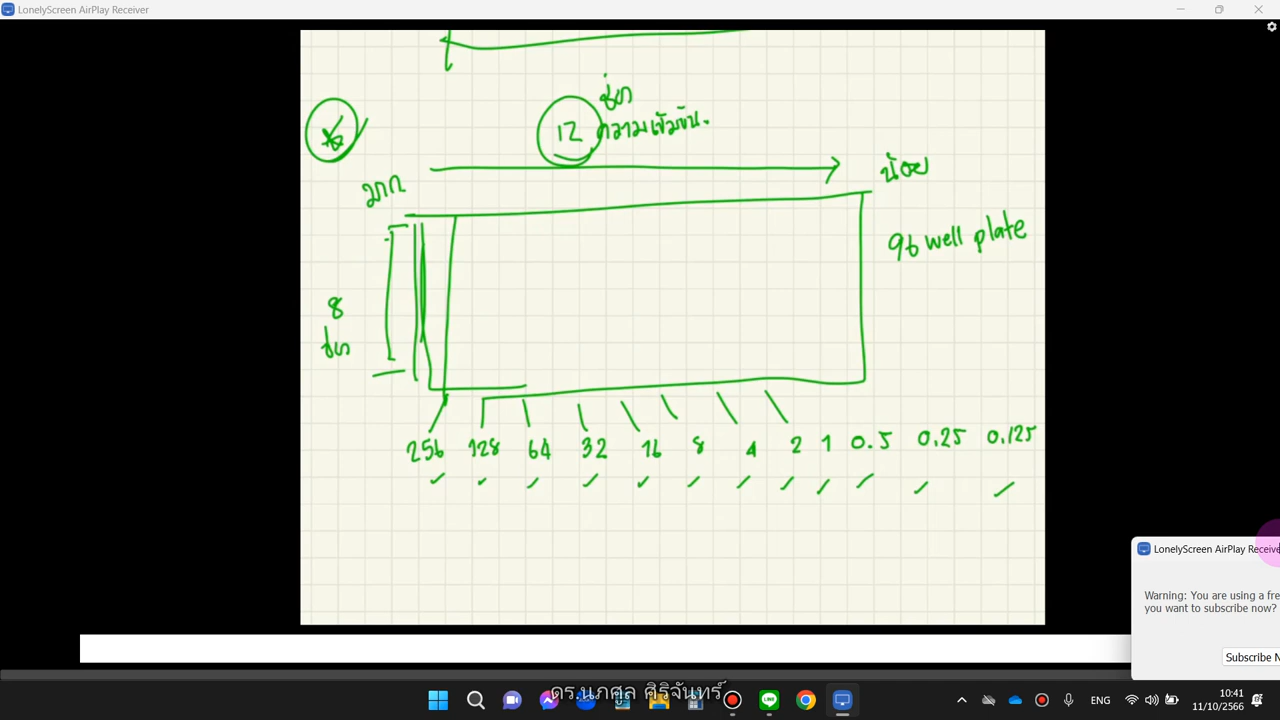 LonelyScreen AirPlay Receiver
ช่อง
12 ความเข้มข้น.
มาก
น้อย
96 well plate
8
256 128 64 32 16 8 4 2 1 0.5 0.25 0.125
LonelyScreen AirPlay Receive
Warning: You are using a fre
you want to subscribe now?
Subscribe N
ดร.นภศูล ศิริจันทร์
ENG
10:41
11/10/2566